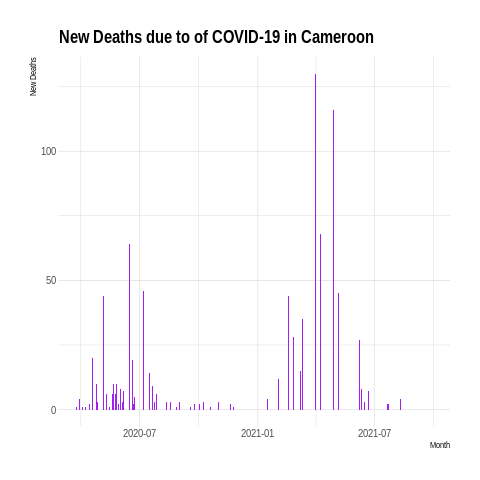 New Deaths due to of COVID-19 in Cameroon
New Deaths
100
50
0
2020-07
2021-01
2021-07
Month